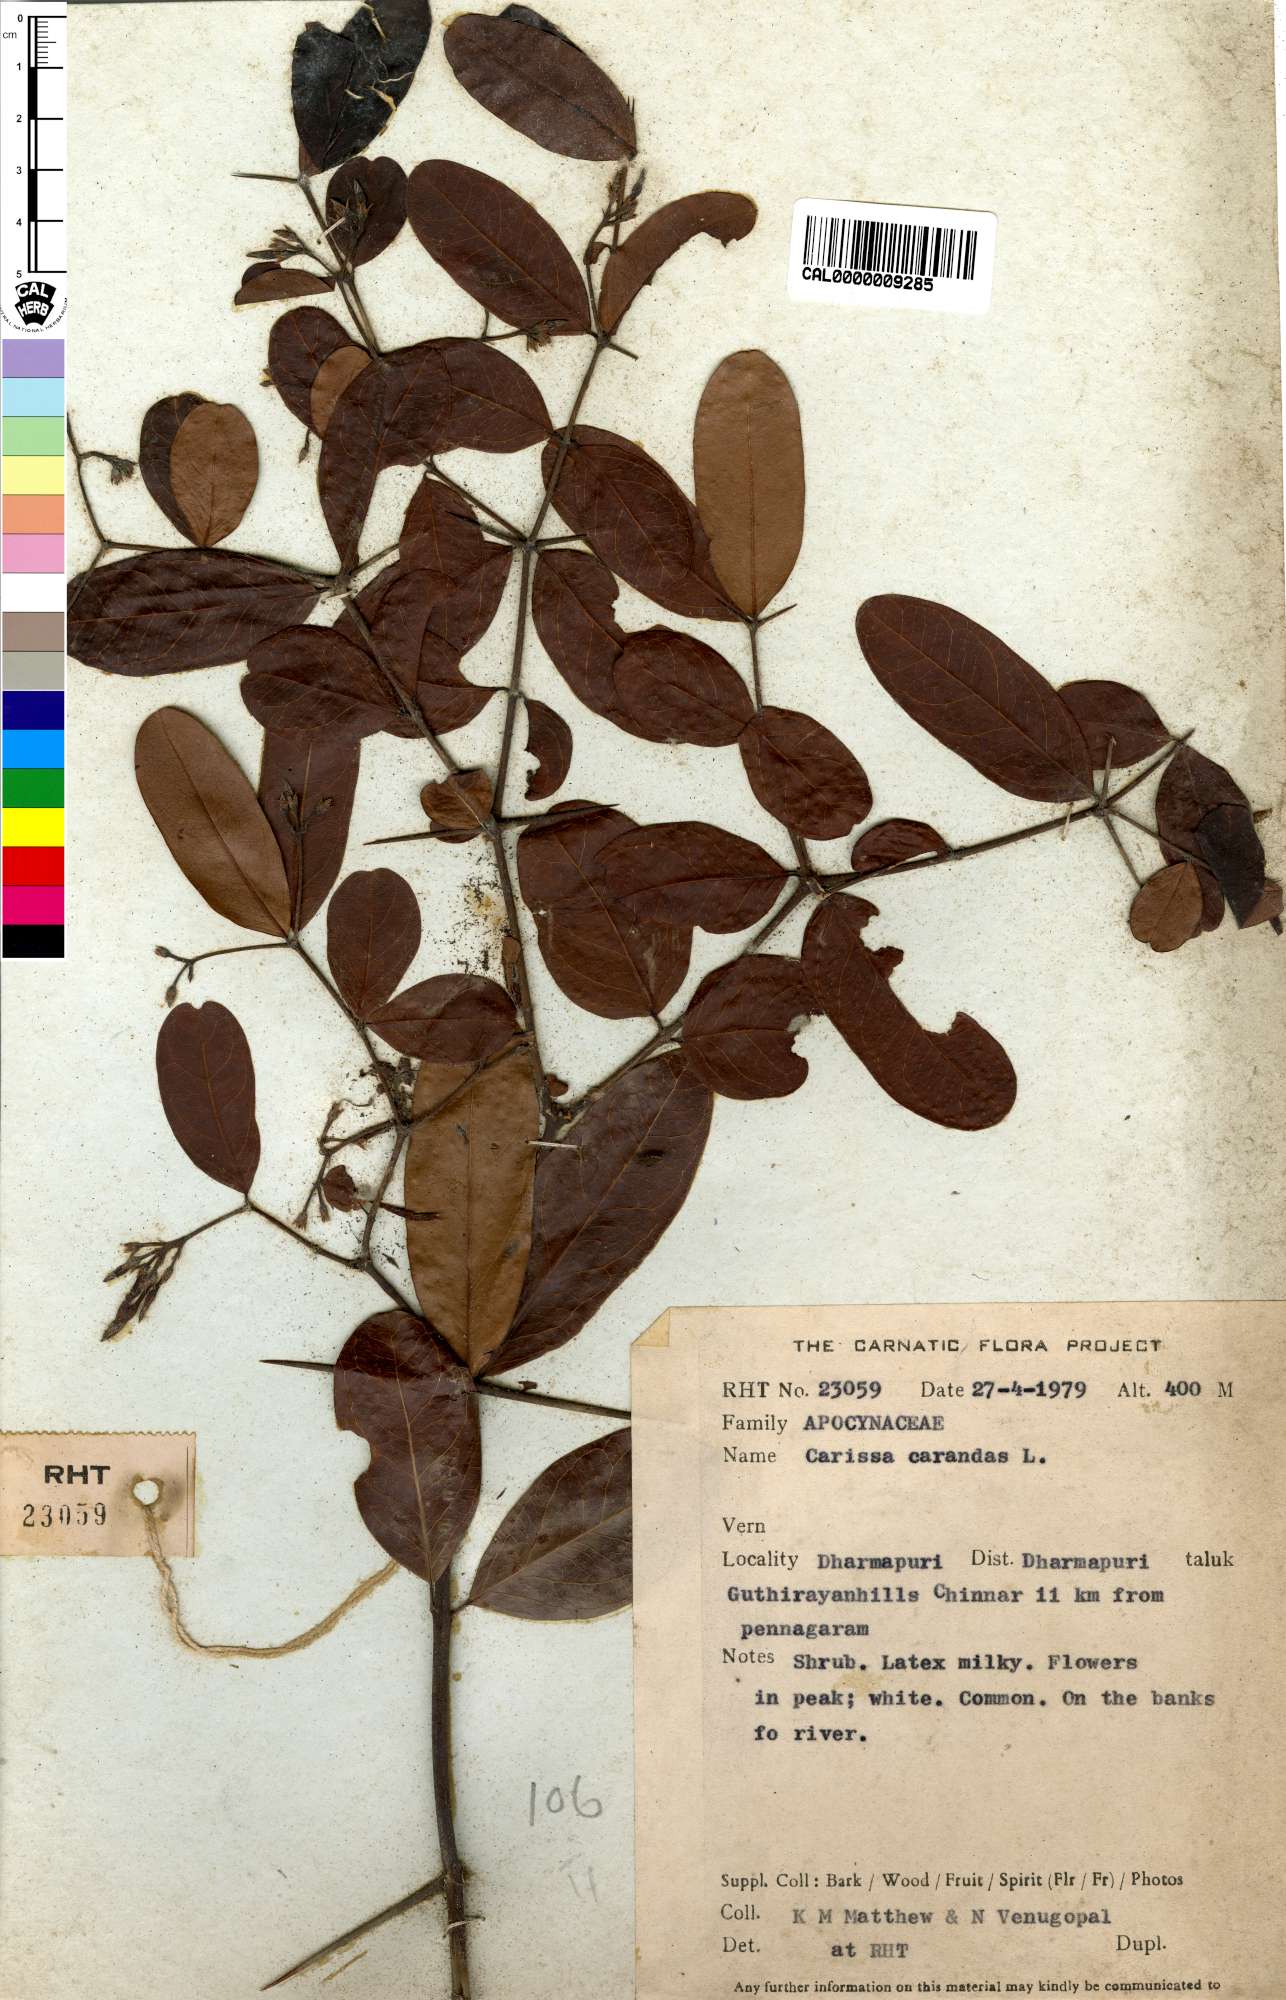 0
cm
1
2
3
4
5
CAL
HERB
CAL0000009285
THE CARNATIC FLORA PROJECT
RHT No. 23059 Date 27-4-1979 Alt. 400 M
Family APOCYNACEAE
Name Carissa carandas L.
Vern
Locality Dharmapuri Dist. Dharmapuri taluk
Guthirayanhills Chinnar 11 km from
pennagaram
Notes Shrub. Latex milky. Flowers
in peak; white. Common. On the banks
fo river.
Suppl. Coll : Bark / Wood / Fruit / Spirit (Flr / Fr) / Photos
Coll. K M Matthew & N Venugopal
Det. at RHT Dupl.
Any further information on this material may kindly be communicated to
RHT
23059
106